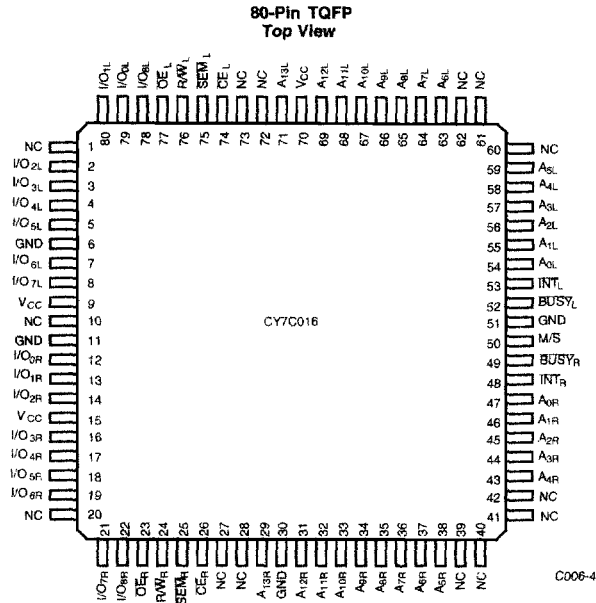 80-Pin TQFP
Top View
I/O1L I/O0L I/O8L OEL R/WL SEML CEL NC NC A13L VCC A12L A11L A10L A9L A8L A7L A6L NC NC
80 79 78 77 76 75 74 73 72 71 70 69 68 67 66 65 64 63 62 61
NC 1
I/O2L 2
I/O3L 3
I/O4L 4
I/O5L 5
GND 6
I/O6L 7
I/O7L 8
VCC 9
NC 10
GND 11
I/O0R 12
I/O1R 13
I/O2R 14
VCC 15
I/O3R 16
I/O4R 17
I/O5R 18
I/O6R 19
NC 20
CY7C016
60 NC
59 A5L
58 A4L
57 A3L
56 A2L
55 A1L
54 A0L
53 INTL
52 BUSYL
51 GND
50 M/S
49 BUSYR
48 INTR
47 A0R
46 A1R
45 A2R
44 A3R
43 A4R
42 NC
41 NC
21 22 23 24 25 26 27 28 29 30 31 32 33 34 35 36 37 38 39 40
I/O7R I/O8R OER R/WR SEMR CER NC NC A13R GND A12R A11R A10R A9R A8R A7R A6R A5R NC NC
C006-4